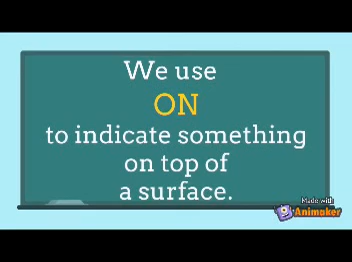 We use
ON
to indicate something
on top of
a surface.
Made with
Animaker